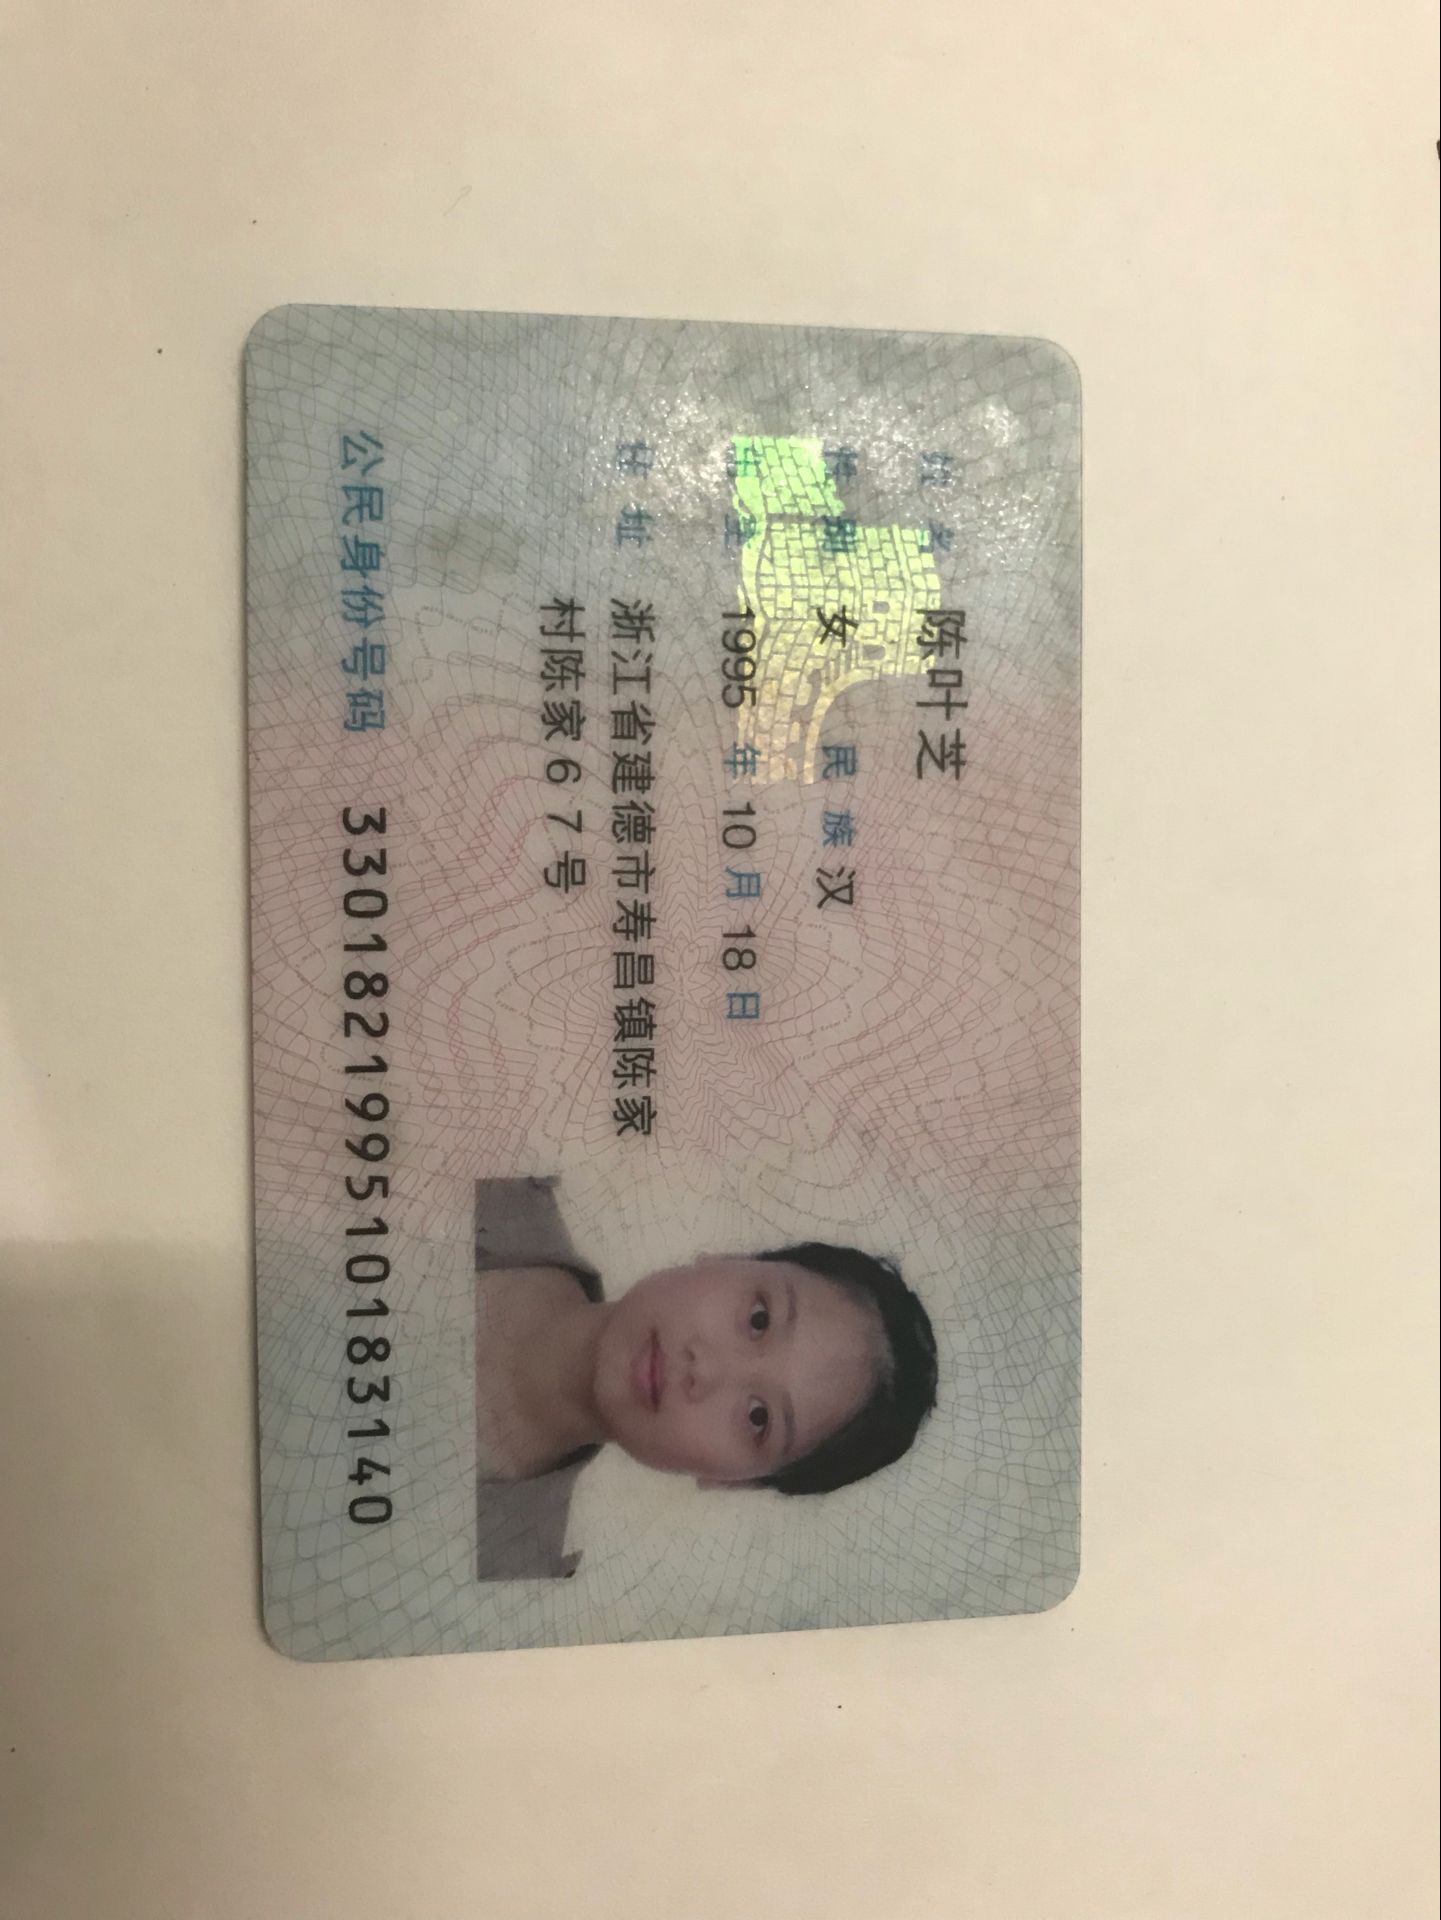 姓名 陈叶芝
性别 女 民族 汉
出生 1995 年 10 月 18 日
住址 浙江省建德市寿昌镇陈家
村陈家67号
公民身份号码 330182199510183140